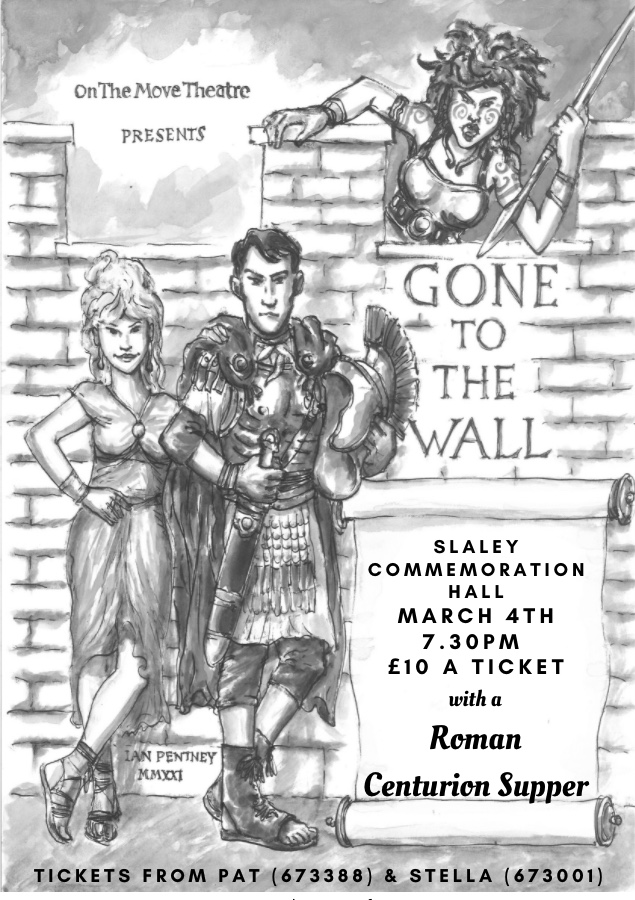 OnThe Move Theatre
PRESENTS
GONE
TO
THE
WALL
SLALEY
COMMEMORATION
HALL
MARCH 4TH
7.30PM
£10 A TICKET
with a
Roman
Centurion Supper
IAN PENTNEY
MMXXI
TICKETS FROM PAT (673388) & STELLA (673001)